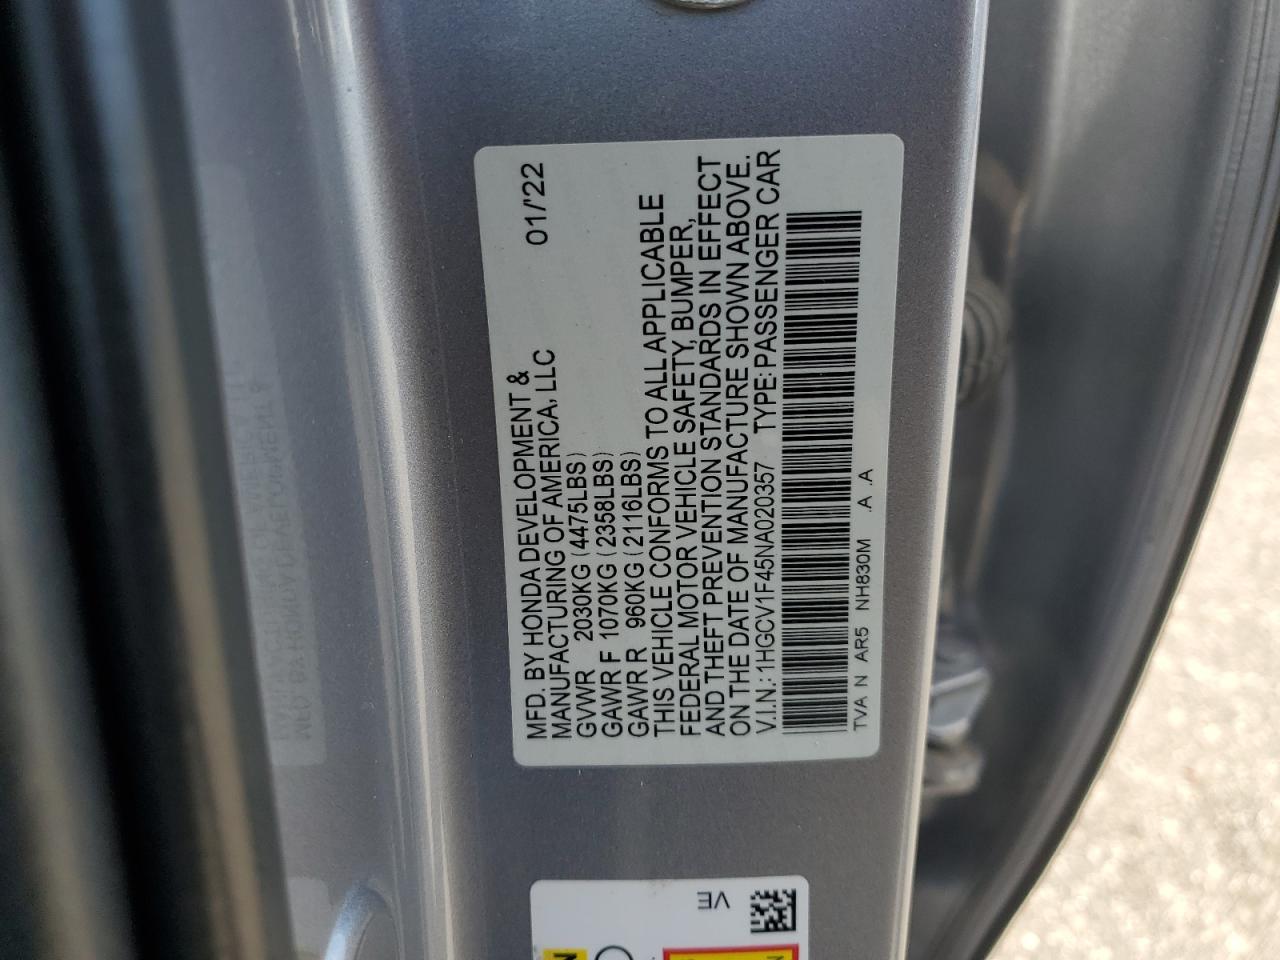 MFD. BY HONDA DEVELOPMENT &
MANUFACTURING OF AMERICA, LLC 01/'22
GVWR 2030KG (4475LBS)
GAWR F 1070KG (2358LBS)
GAWR R 960KG (2116LBS)
THIS VEHICLE CONFORMS TO ALL APPLICABLE
FEDERAL MOTOR VEHICLE SAFETY, BUMPER,
AND THEFT PREVENTION STANDARDS IN EFFECT
ON THE DATE OF MANUFACTURE SHOWN ABOVE.
V.I.N.: 1HGCV1F45NA020357 TYPE: PASSENGER CAR
TVA N AR5 NH830M A .A
VE